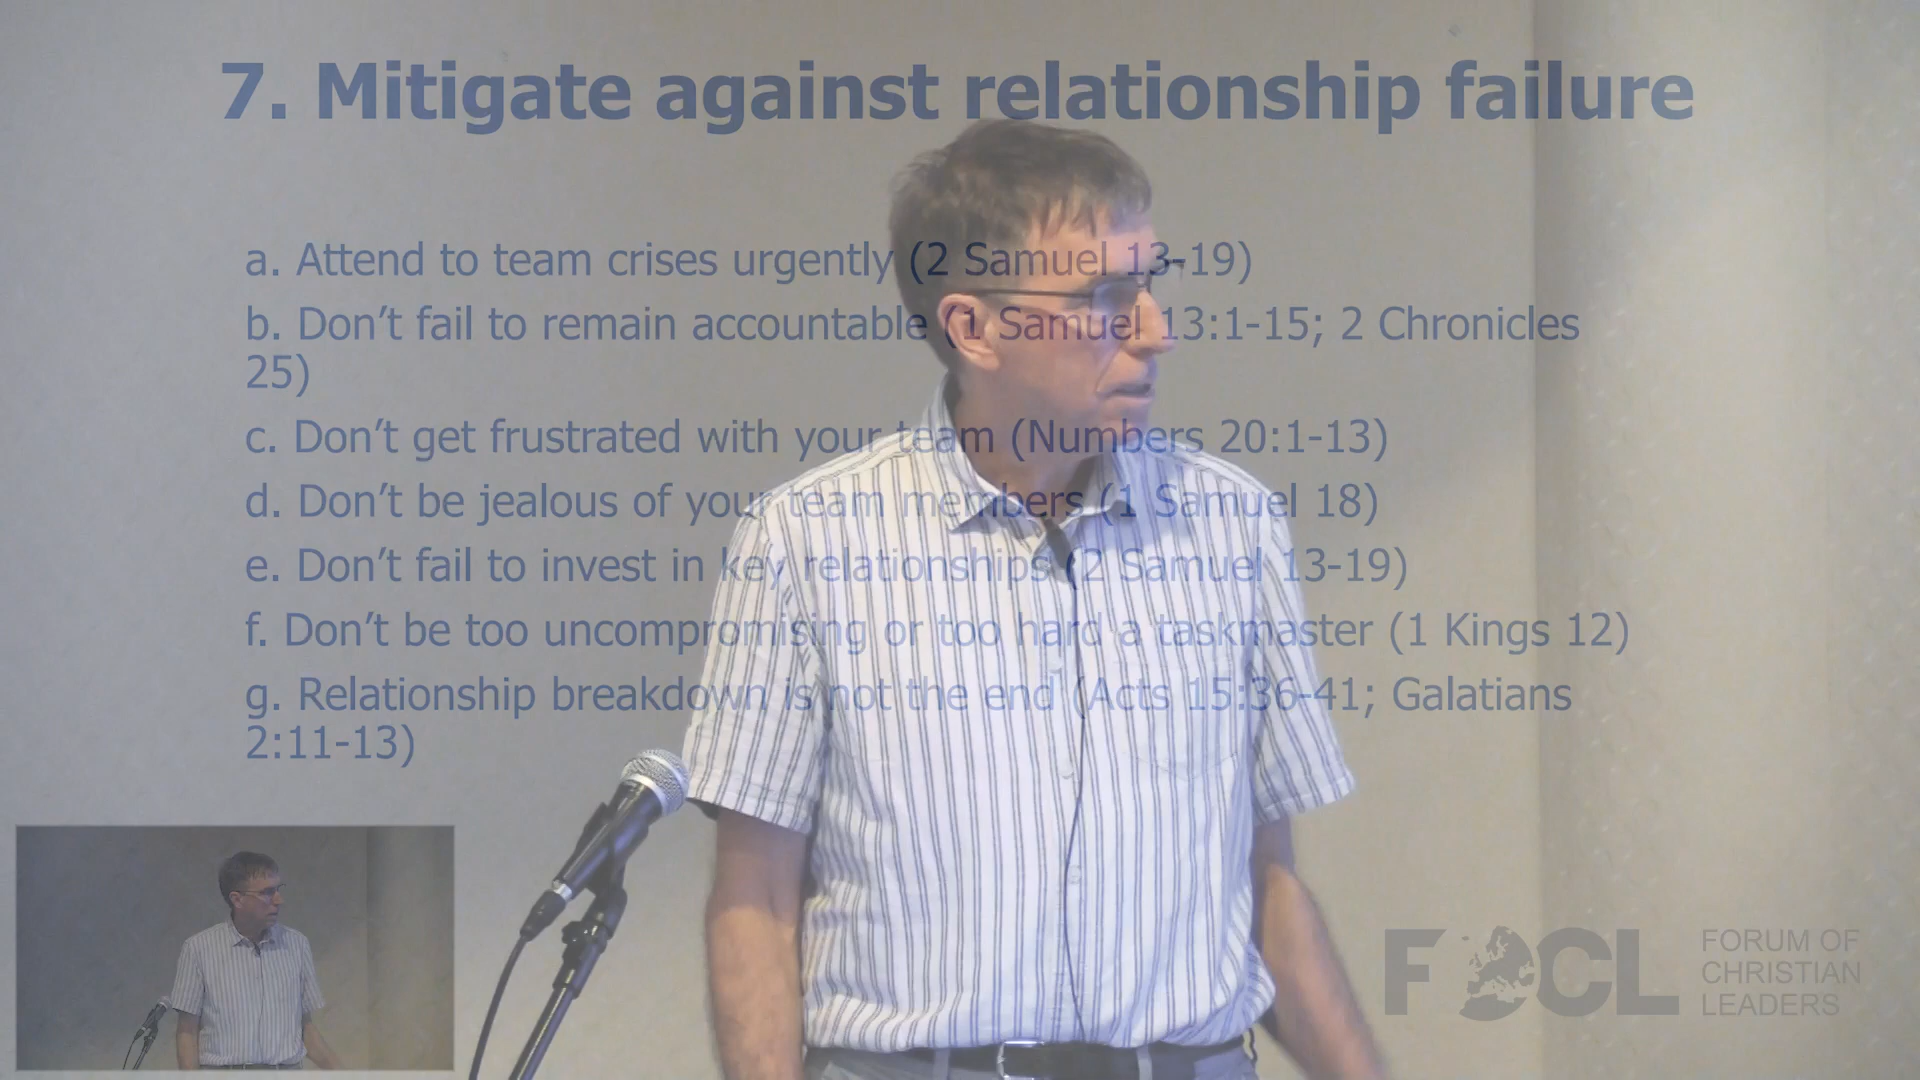 7. Mitigate against relationship failure
a. Attend to team crises urgently (2 Samuel 13-19)
b. Don’t fail to remain accountable (1 Samuel 13:1-15; 2 Chronicles
25)
c. Don’t get frustrated with your team (Numbers 20:1-13)
d. Don’t be jealous of your team members (1 Samuel 18)
e. Don’t fail to invest in key relationships (2 Samuel 13-19)
f. Don’t be too uncompromising or too hard a taskmaster (1 Kings 12)
g. Relationship breakdown is not the end (Acts 15:36-41; Galatians
2:11-13)
FOCL
FORUM OF
CHRISTIAN
LEADERS